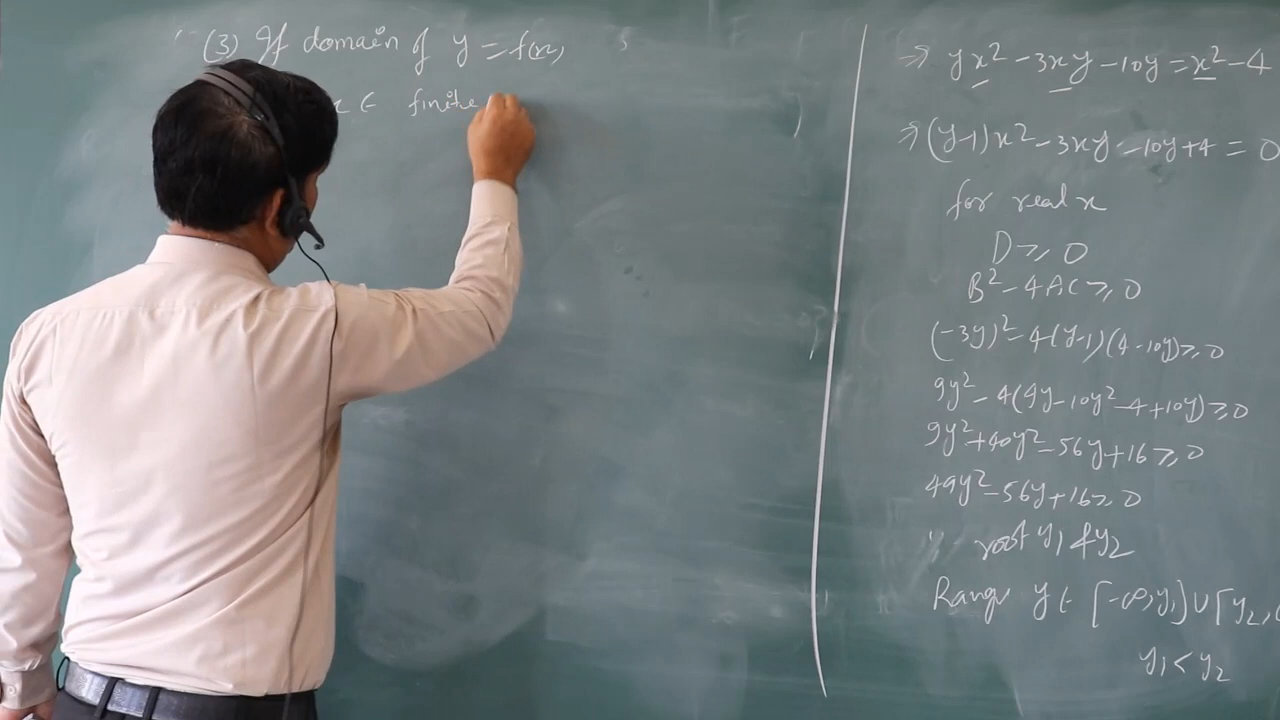 (3) If domain of y = f(x)
x ∈ finite
⇒ yx² - 3xy - 10y = x² - 4
⇒ (y-1)x² - 3xy - 10y + 4 = 0
for real x
D ≥ 0
B² - 4AC ≥ 0
(-3y)² - 4(y-1)(4-10y) ≥ 0
9y² - 4(4y - 10y² - 4 + 10y) ≥ 0
9y² + 40y² - 56y + 16 ≥ 0
49y² - 56y + 16 ≥ 0
root y₁ & y₂
Range y ∈ [-∞, y₁] ∪ [y₂,
y₁ < y₂